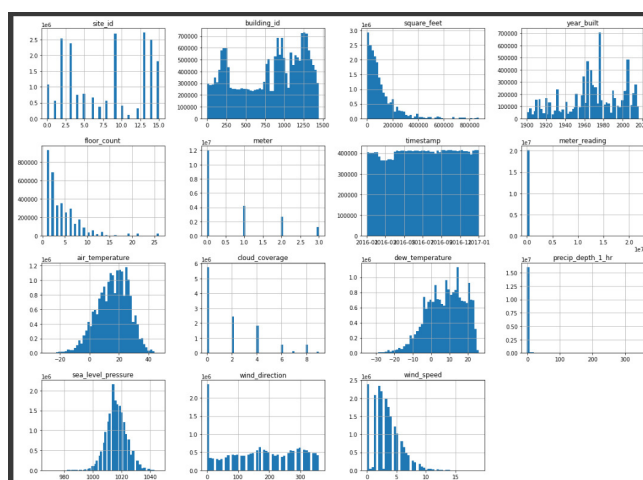 site_id
building_id
square_feet
year_built
1e6
1e6
2.5
2.0
1.5
1.0
0.5
0.0
0.0 2.5 5.0 7.5 10.0 12.5 15.0
700000
600000
500000
400000
300000
200000
100000
0
0 250 500 750 1000 1250
3.0
2.5
2.0
1.5
1.0
0.5
0.0
0 200000 400000 600000 800000
700000
600000
500000
400000
300000
200000
100000
0
1900 1920 1940 1960 1980 2000
floor_count
meter
timestamp
meter_reading
1e7
1e7
800000
600000
400000
200000
0
0 5 10 15 20 25
1.2
1.0
0.8
0.6
0.4
0.2
0.0
0.0 0.5 1.0 1.5 2.0 2.5 3.0
400000
300000
200000
100000
0
2.0
1.5
1.0
0.5
0.0
0.0 0.5 1.0 1.5 2.0
1e7
air_temperature
cloud_coverage
dew_temperature
precip_depth_1_hr
1e6
1e6
1e6
1e7
1.2
1.0
0.8
0.6
0.4
0.2
0.0
-20 0 20 40
6
5
4
3
2
1
0
0 2 4 6 8
1.2
1.0
0.8
0.6
0.4
0.2
0.0
-30 -20 -10 0 10 20
1.50
1.25
1.00
0.75
0.50
0.25
0.00
0 100 200 300
sea_level_pressure
wind_direction
wind_speed
1e6
1e6
1e6
2.0
1.5
1.0
0.5
0.0
980 1000 1020 1040
2.5
2.0
1.5
1.0
0.5
0.0
0 100 200 300
2.5
2.0
1.5
1.0
0.5
0.0
0 5 10 15